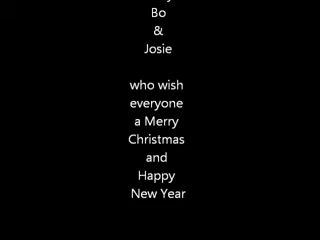 Bo
&
Josie
who wish
everyone
a Merry
Christmas
and
Happy
New Year